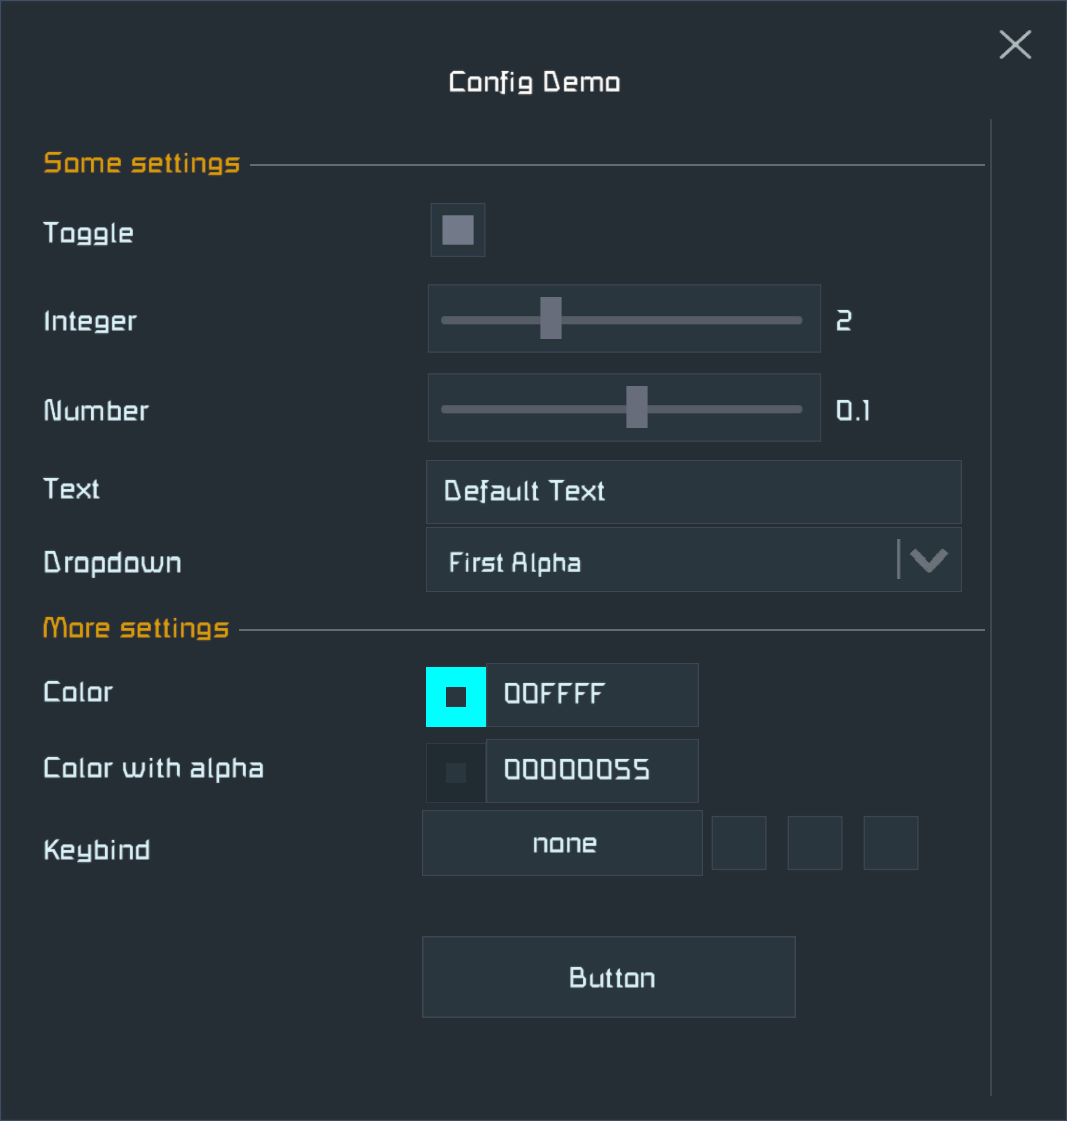 Config Demo
Some settings
Toggle
Integer 2
Number 0.1
Text Default Text
Dropdown First Alpha
More settings
Color 00FFFF
Color with alpha 00000055
Keybind none
Button